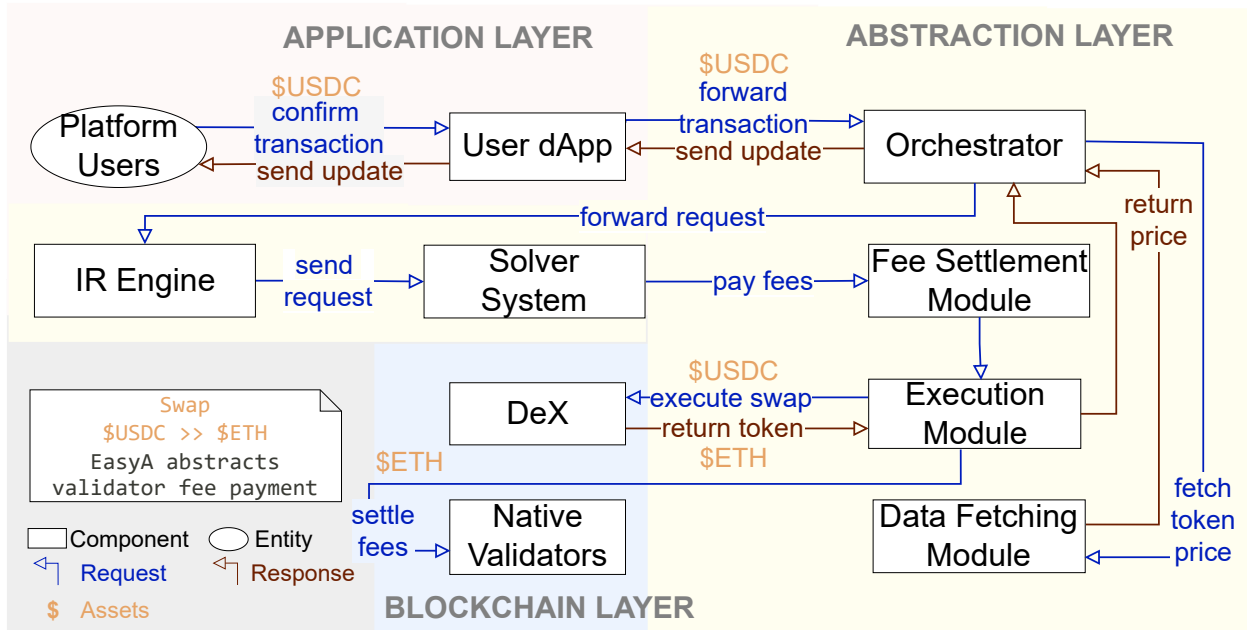 APPLICATION LAYER
ABSTRACTION LAYER
Platform
Users
$USDC
confirm
transaction
send update
User dApp
$USDC
forward
transaction
send update
Orchestrator
forward request
return
price
IR Engine
send
request
Solver
System
pay fees
Fee Settlement
Module
Swap
$USDC >> $ETH
EasyA abstracts
validator fee payment
DeX
$USDC
execute swap
return token
$ETH
Execution
Module
$ETH
settle
fees
Native
Validators
Data Fetching
Module
fetch
token
price
Component
Entity
Request
Response
$ Assets
BLOCKCHAIN LAYER